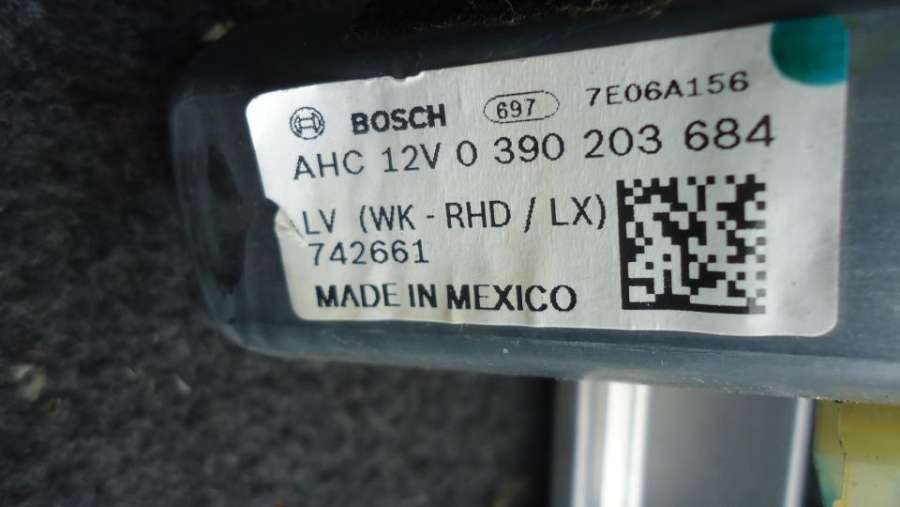 BOSCH 697 7E06A156
AHC 12V 0 390 203 684
LV (WK - RHD / LX)
742661
MADE IN MEXICO